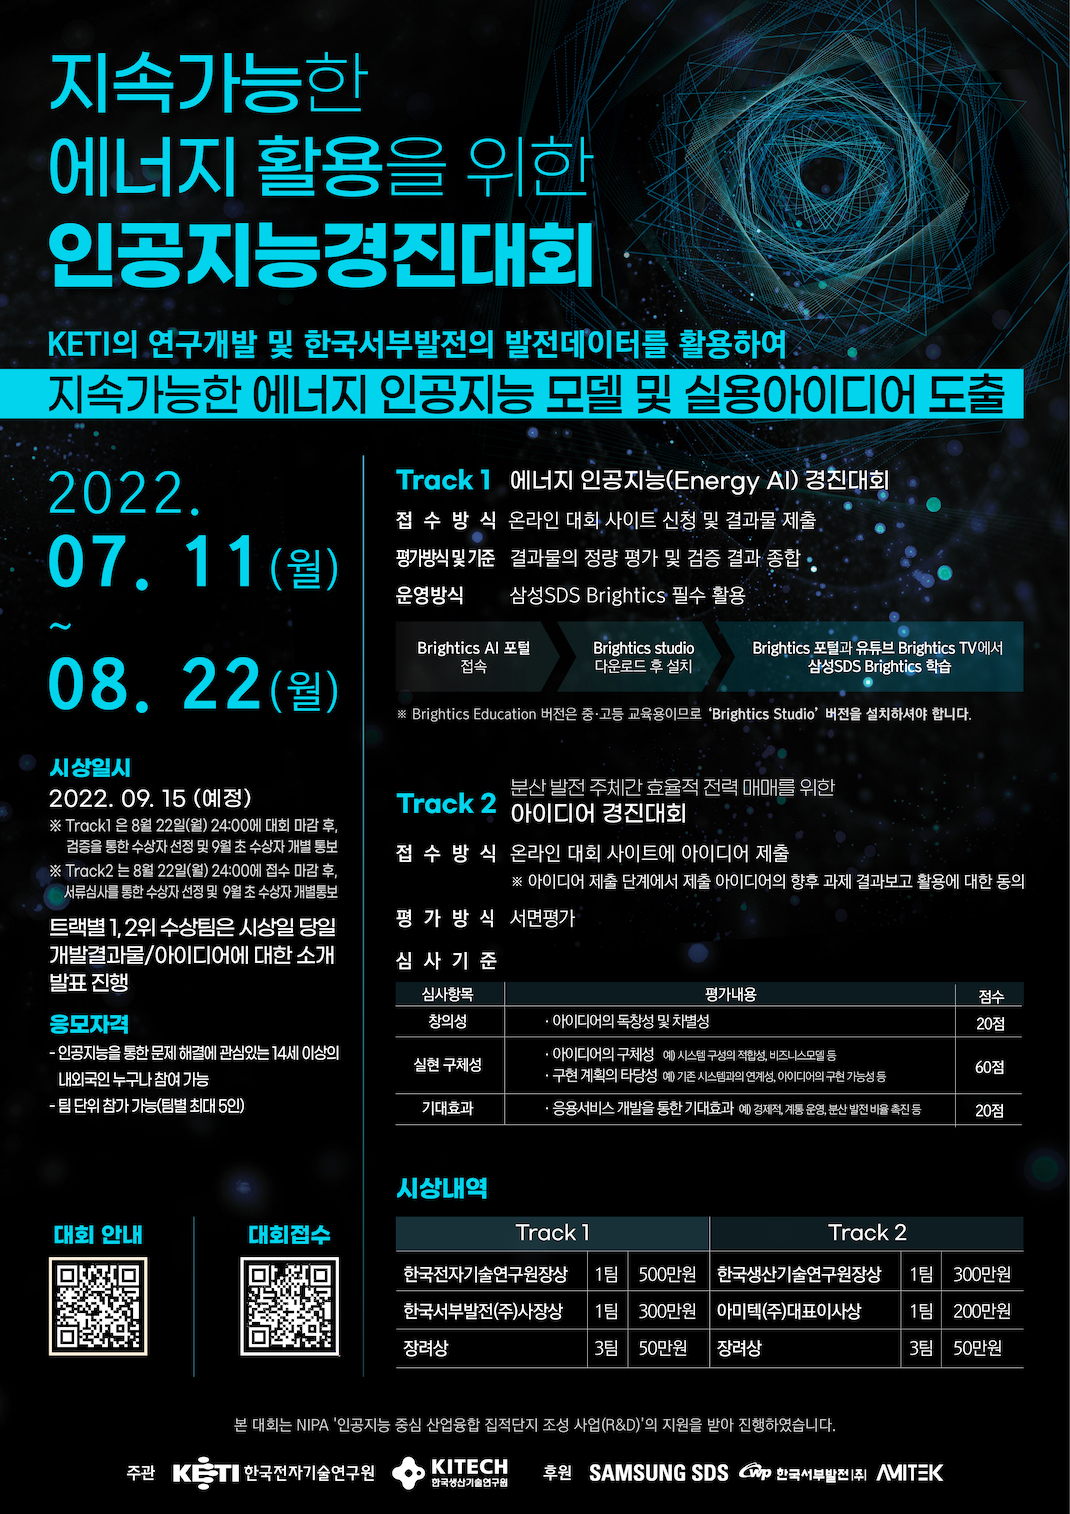 지속가능한
에너지 활용을 위한
인공지능경진대회
KETI의 연구개발 및 한국서부발전의 발전데이터를 활용하여
지속가능한 에너지 인공지능 모델 및 실용아이디어 도출
2022.
07. 11(월)
~
08. 22(월)
시상일시
2022. 09. 15 (예정)
※ Track1 은 8월 22일(월) 24:00에 대회 마감 후,
검증을 통한 수상자 선정 및 9월 초 수상자 개별 통보
※ Track2 는 8월 22일(월) 24:00에 접수 마감 후,
서류심사를 통한 수상자 선정 및 9월 초 수상자 개별통보
트랙별 1, 2위 수상팀은 시상일 당일
개발결과물/아이디어에 대한 소개
발표 진행
응모자격
- 인공지능을 통한 문제 해결에 관심있는 14세 이상의
내외국인 누구나 참여 가능
- 팀 단위 참가 가능(팀별 최대 5인)
대회 안내 대회접수
Track 1 에너지 인공지능(Energy AI) 경진대회
접 수 방 식 온라인 대회 사이트 신청 및 결과물 제출
평가방식 및 기준 결과물의 정량 평가 및 검증 결과 종합
운영방식 삼성SDS Brightics 필수 활용
Brightics AI 포털
접속
Brightics studio
다운로드 후 설치
Brightics 포털과 유튜브 Brightics TV에서
삼성SDS Brightics 학습
※ Brightics Education 버전은 중·고등 교육용이므로 ‘Brightics Studio’ 버전을 설치하셔야 합니다.
Track 2 분산 발전 주체간 효율적 전력 매매를 위한
아이디어 경진대회
접 수 방 식 온라인 대회 사이트에 아이디어 제출
※ 아이디어 제출 단계에서 제출 아이디어의 향후 과제 결과보고 활용에 대한 동의
평 가 방 식 서면평가
심 사 기 준
심사항목 평가내용 점수
창의성 · 아이디어의 독창성 및 차별성 20점
실현 구체성 · 아이디어의 구체성 예) 시스템 구성의 적합성, 비즈니스모델 등
· 구현 계획의 타당성 예) 기존 시스템과의 연계성, 아이디어의 구현 가능성 등 60점
기대효과 · 응용서비스 개발을 통한 기대효과 예) 경제적, 계통 운영, 분산 발전 비율 촉진 등 20점
시상내역
Track 1 Track 2
한국전자기술연구원장상 1팀 500만원 한국생산기술연구원장상 1팀 300만원
한국서부발전(주)사장상 1팀 300만원 아미텍(주)대표이사상 1팀 200만원
장려상 3팀 50만원 장려상 3팀 50만원
본 대회는 NIPA '인공지능 중심 산업융합 집적단지 조성 사업(R&D)'의 지원을 받아 진행하였습니다.
주관 KETI 한국전자기술연구원 KITECH 한국생산기술연구원 후원 SAMSUNG SDS WP 한국서부발전(주) AMITEK